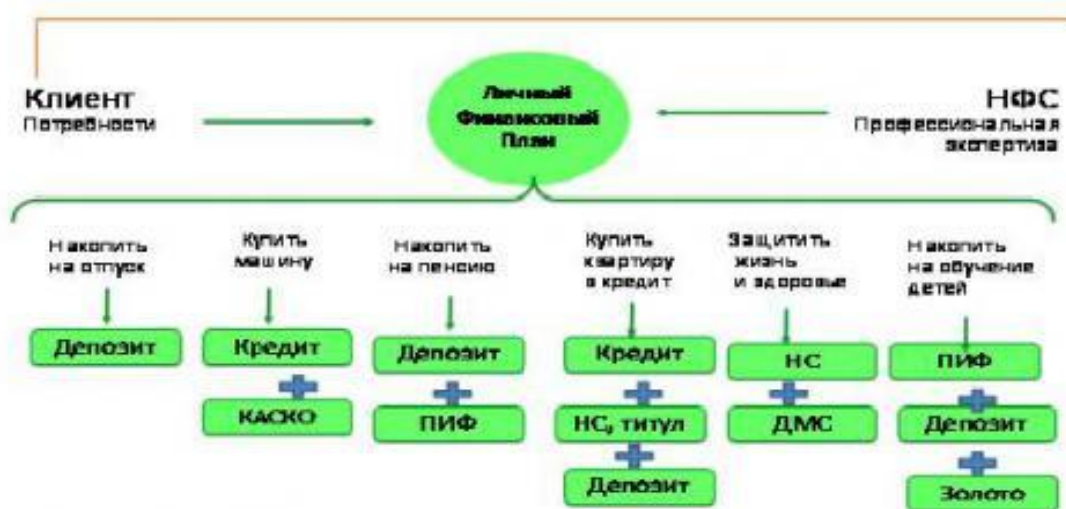 Клиент
Потребности
Личный
Финансовый
План
НФС
Профессиональная
экспертиза
Накопить
на отпуск
Депозит
Купить
машину
Кредит
КАСКО
Накопить
на пенсию
Депозит
ПИФ
Купить
квартиру
в кредит
Кредит
НС, титул
Депозит
Защитить
жизнь
и здоровье
НС
ДМС
Накопить
на обучение
детей
ПИФ
Депозит
Золото